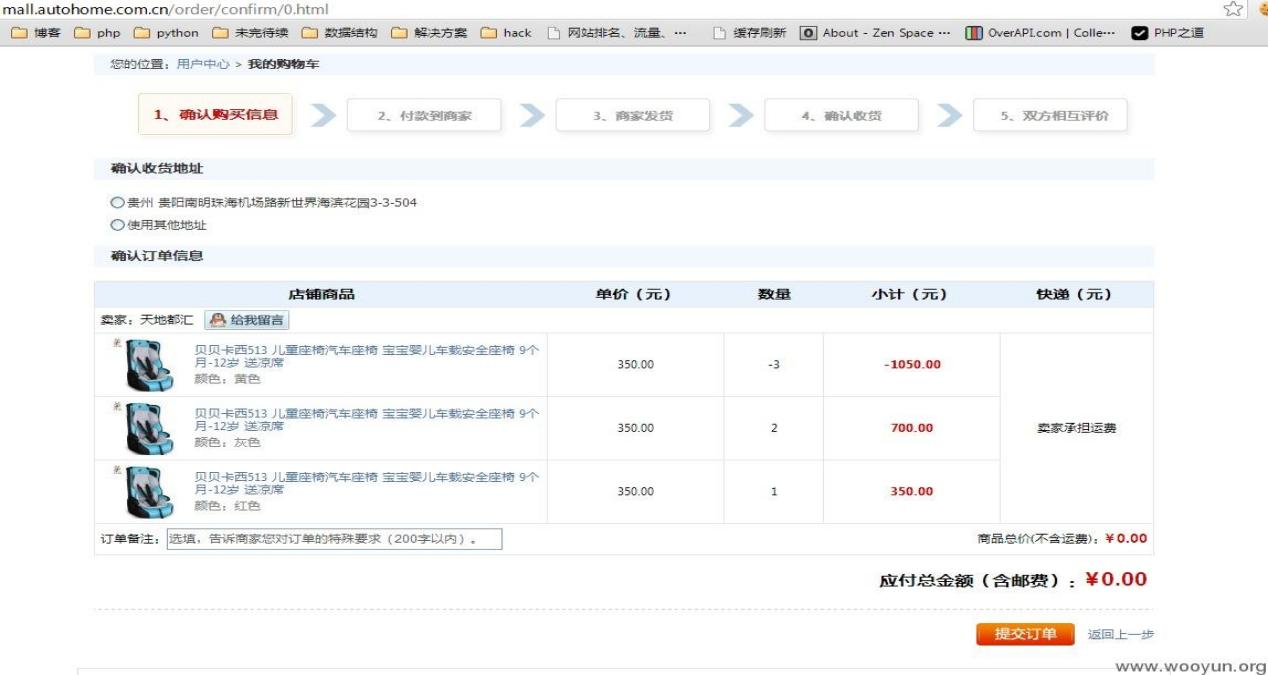 mall.autohome.com.cn/order/confirm/0.html
博客 php python 未完待续 数据结构 解决方案 hack 网站排名、流量、… 缓存刷新 About - Zen Space … OverAPI.com | Colle… PHP之道
您的位置：用户中心 > 我的购物车
1、确认购买信息 2、付款到商家 3、商家发货 4、确认收货 5、双方相互评价
确认收货地址
贵州 贵阳南明珠海机场路新世界海滨花园3-3-504
使用其他地址
确认订单信息
店铺商品 单价（元） 数量 小计（元） 快递（元）
卖家：天地都汇 给我留言
贝贝卡西513 儿童座椅汽车座椅 宝宝婴儿车载安全座椅 9个
月-12岁 送凉席
颜色：黄色
350.00 -3 -1050.00
贝贝卡西513 儿童座椅汽车座椅 宝宝婴儿车载安全座椅 9个
月-12岁 送凉席
颜色：灰色
350.00 2 700.00 卖家承担运费
贝贝卡西513 儿童座椅汽车座椅 宝宝婴儿车载安全座椅 9个
月-12岁 送凉席
颜色：红色
350.00 1 350.00
订单备注：选填，告诉商家您对订单的特殊要求（200字以内）。 商品总价(不含运费)：￥0.00
应付总金额（含邮费）：￥0.00
提交订单 返回上一步
www.wooyun.org